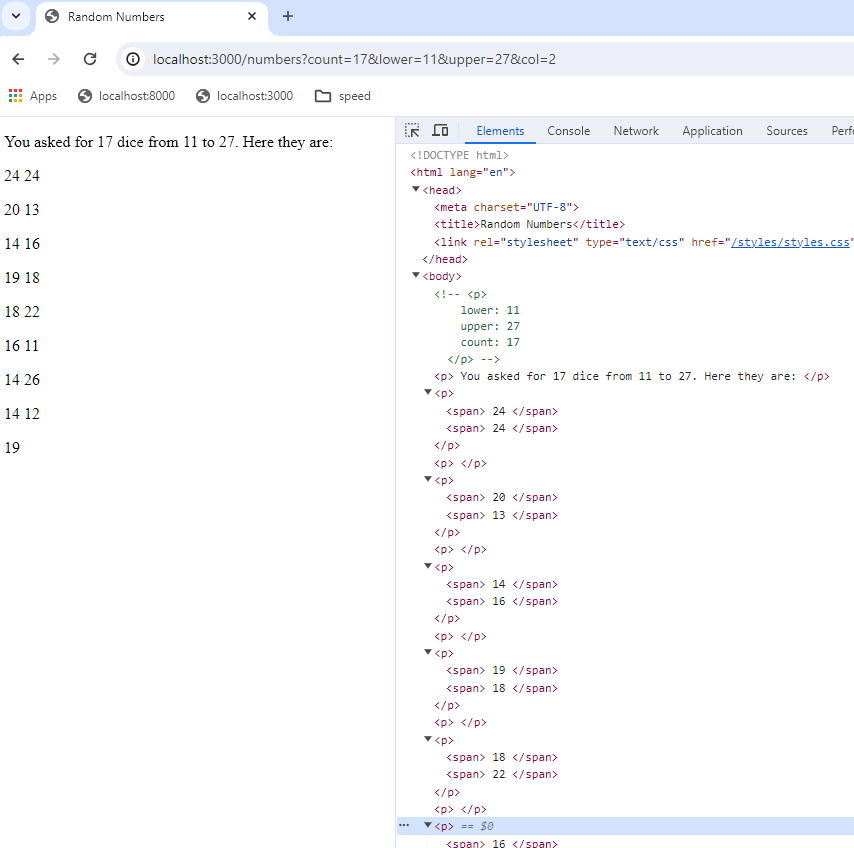 Random Numbers
localhost:3000/numbers?count=17&lower=11&upper=27&col=2
Apps localhost:8000 localhost:3000 speed
You asked for 17 dice from 11 to 27. Here they are:
24 24
20 13
14 16
19 18
18 22
16 11
14 26
14 12
19
Elements Console Network Application Sources Perf
<!DOCTYPE html>
<html lang="en">
<head>
<meta charset="UTF-8">
<title>Random Numbers</title>
<link rel="stylesheet" type="text/css" href="/styles/styles.css"
</head>
<body>
<!-- <p>
lower: 11
upper: 27
count: 17
</p> -->
<p> You asked for 17 dice from 11 to 27. Here they are: </p>
<p>
<span> 24 </span>
<span> 24 </span>
</p>
<p> </p>
<p>
<span> 20 </span>
<span> 13 </span>
</p>
<p> </p>
<p>
<span> 14 </span>
<span> 16 </span>
</p>
<p> </p>
<p>
<span> 19 </span>
<span> 18 </span>
</p>
<p> </p>
<p>
<span> 18 </span>
<span> 22 </span>
</p>
<p> </p>
<p> == $0
<span> 16 </span>